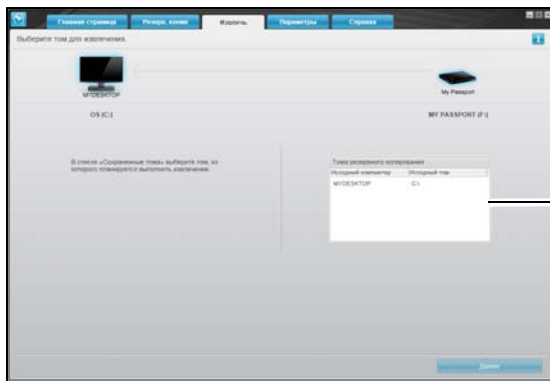 Главная страница Резерв. копия Извлечь Параметры Справка
Выберите том для извлечения.
MYDESKTOP My Passport
OS (C:) MY PASSPORT (F:)
В списке «Сохраненные тома» выберите том, из
которого планируется выполнить извлечение.
Тома резервного копирования
Исходный компьютер Исходный том
MYDESKTOP C:\
Далее